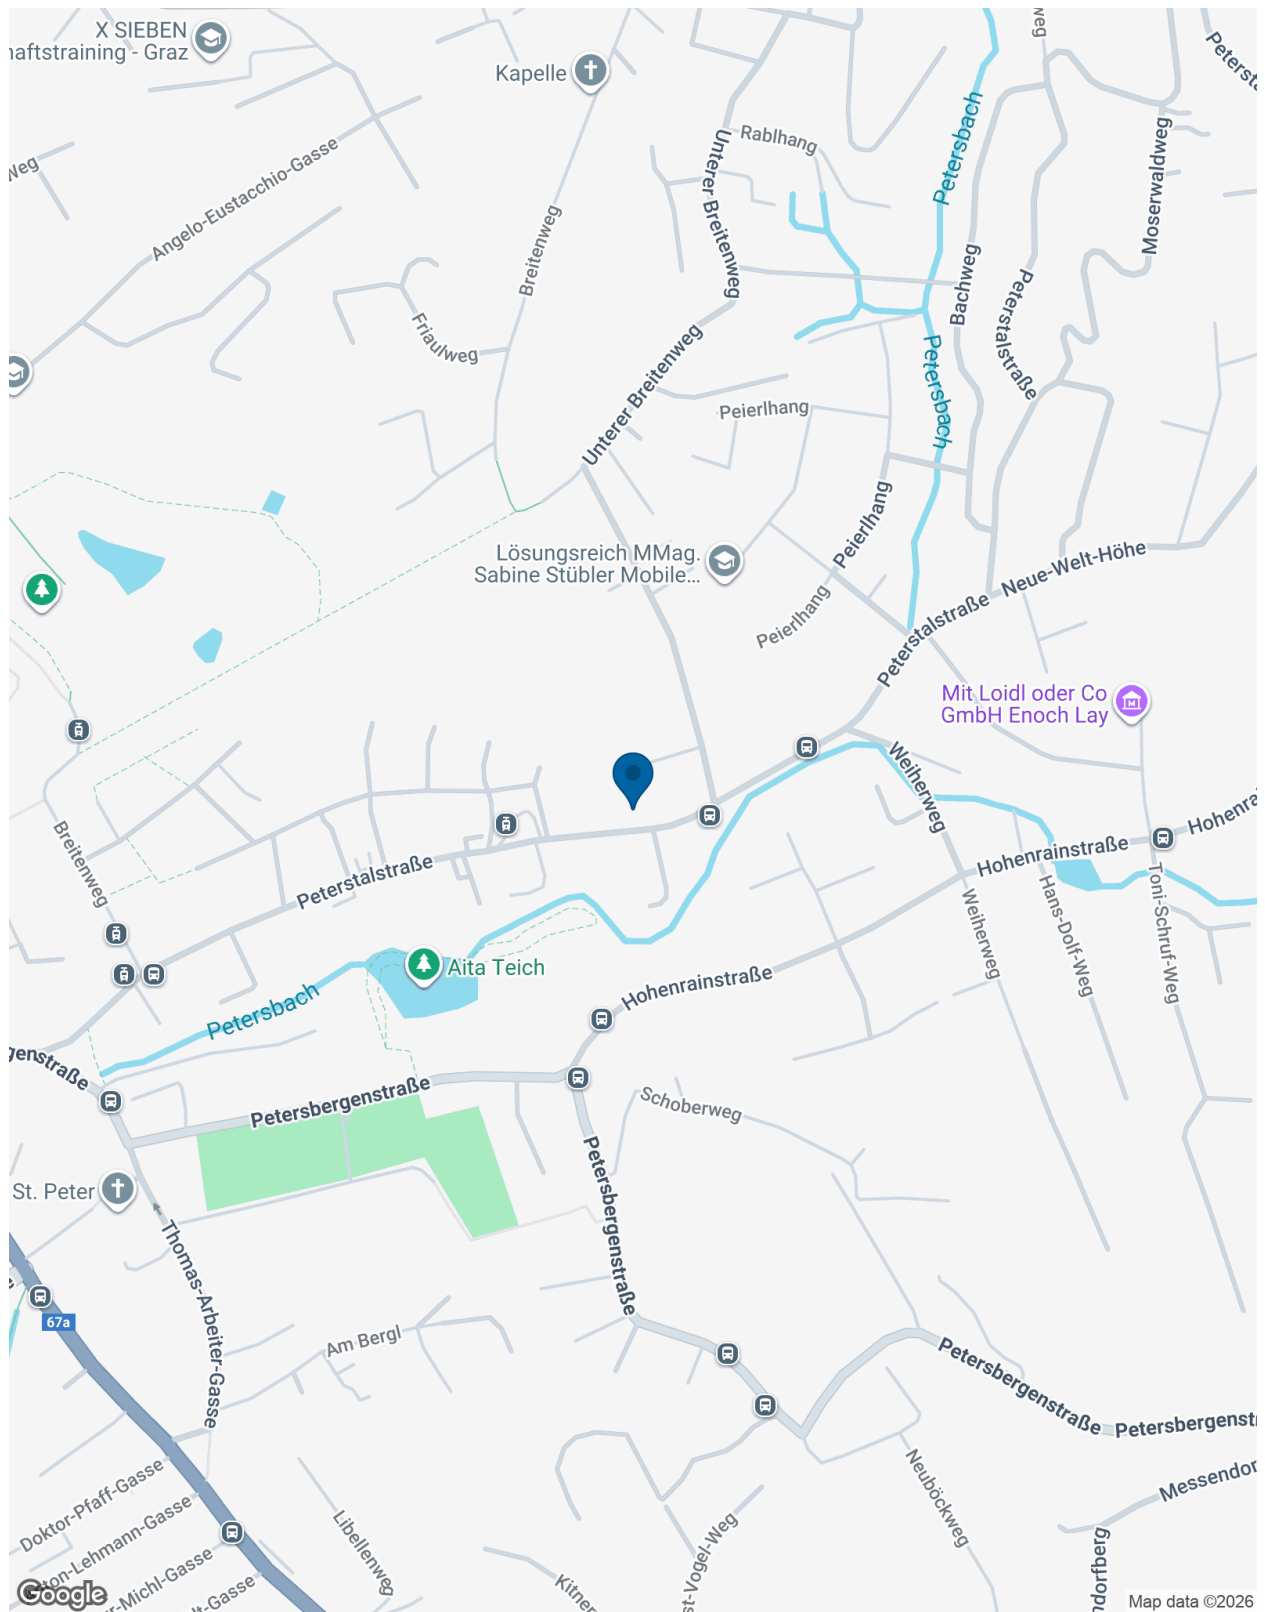 X SIEBEN
haftstraining - Graz
Kapelle
Rablhang
Petersbach
Moserwaldweg
Angelo-Eustacchio-Gasse
Unterer Breitenweg
Breitenweg
Bachweg
Peterstalstraße
Friaulweg
Unterer Breitenweg
Petersbach
Peierlhang
Lösungsreich MMag.
Sabine Stübler Mobile...
Peierlhang
Neue-Welt-Höhe
Peierlhang
Peterstalstraße
Mit Loidl oder Co
GmbH Enoch Lay
Weiherweg
Breitenweg
Peterstalstraße
Hohenrainstraße
Weiherweg
Hans-Dolf-Weg
Toni-Schruf-Weg
Aita Teich
Hohenrainstraße
Petersbach
Petersbergenstraße
Schoberweg
St. Peter
Thomas-Arbeiter-Gasse
Petersbergenstraße
67a
Am Bergl
Petersbergenstraße
Doktor-Pfaff-Gasse
Libellenweg
Neuböckweg
Google
Map data ©2026